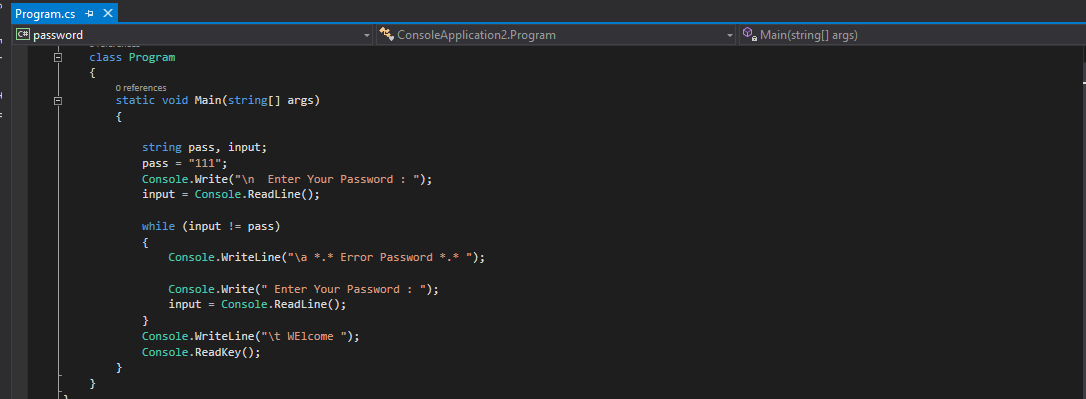 Program.cs
password ConsoleApplication2.Program Main(string[] args)
class Program
{
0 references
static void Main(string[] args)
{
string pass, input;
pass = "111";
Console.Write("\n  Enter Your Password : ");
input = Console.ReadLine();
while (input != pass)
{
Console.WriteLine("\a *.* Error Password *.* ");
Console.Write(" Enter Your Password : ");
input = Console.ReadLine();
}
Console.WriteLine("\t WElcome ");
Console.ReadKey();
}
}